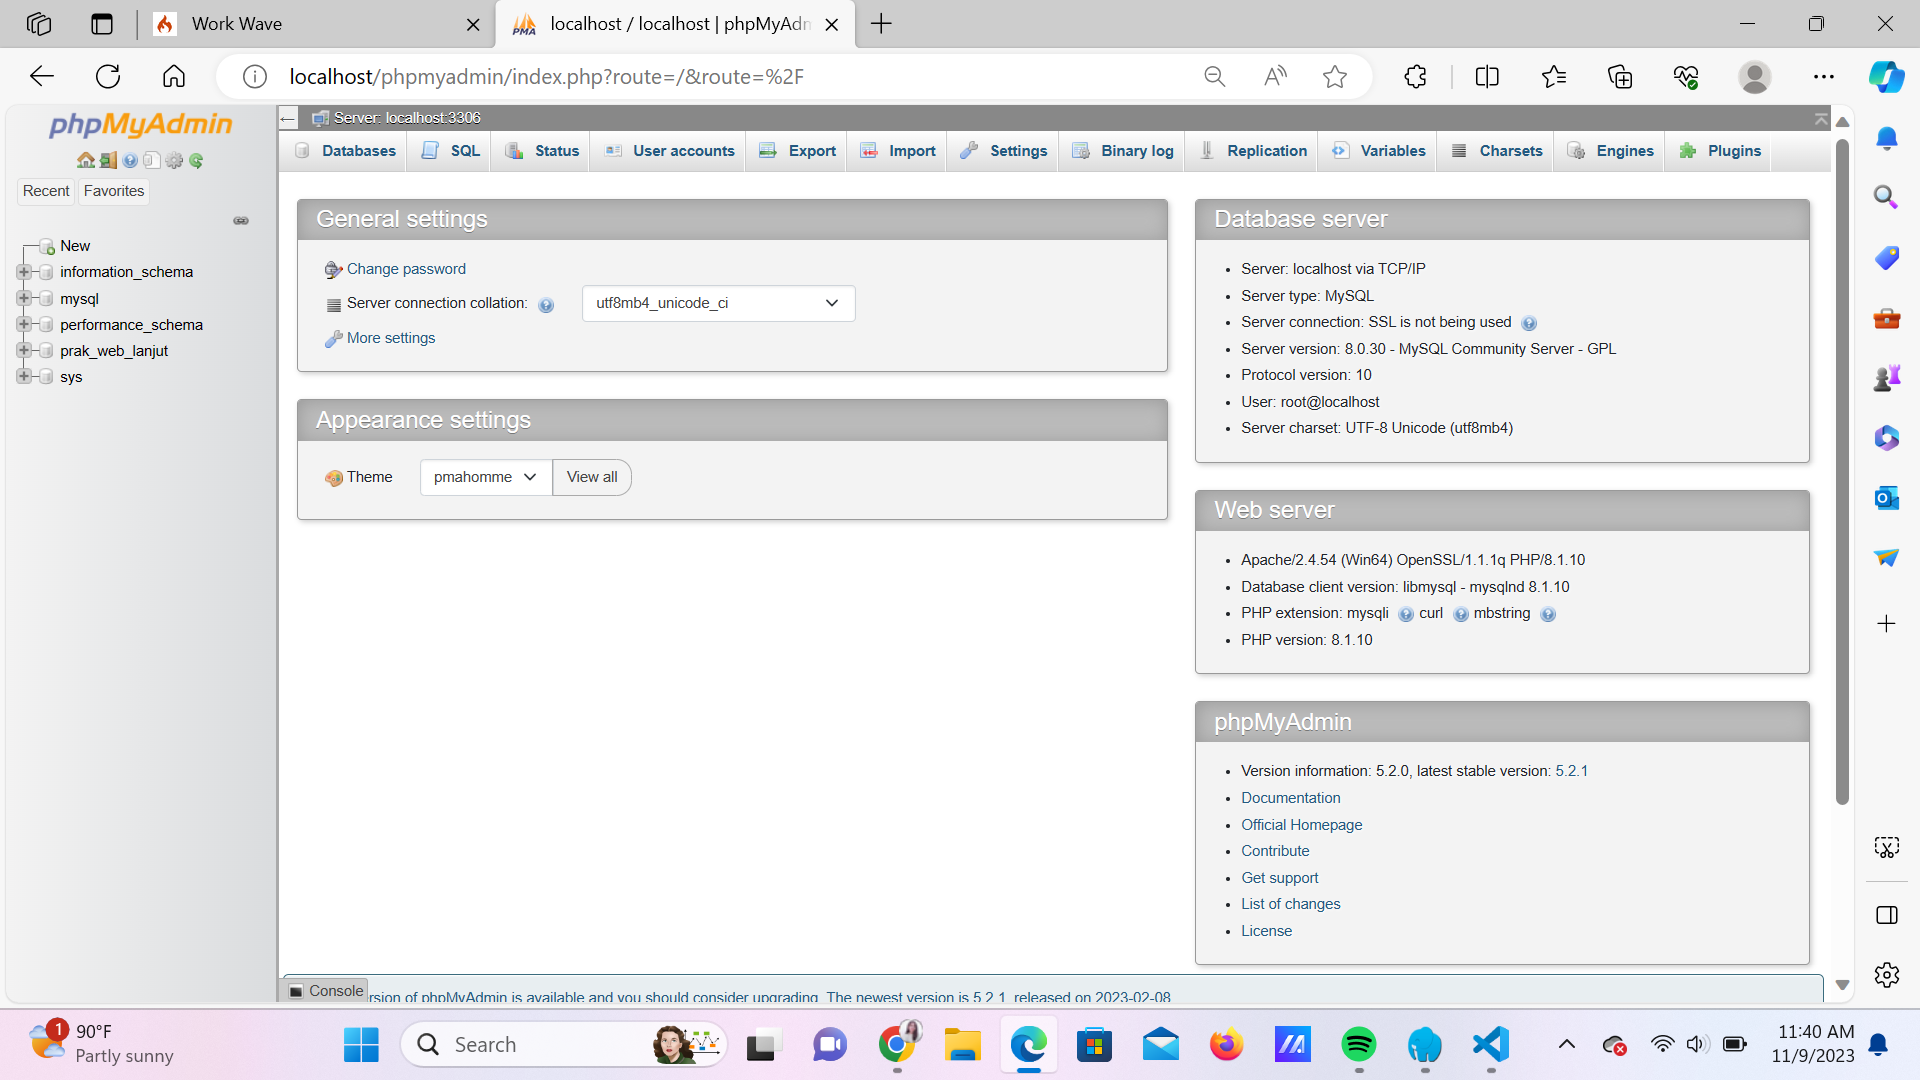 Work Wave
localhost / localhost | phpMyAdn
localhost/phpmyadmin/index.php?route=/&route=%2F
phpMyAdmin
Recent
Favorites
New
information_schema
mysql
performance_schema
prak_web_lanjut
sys
Server: localhost:3306
Databases
SQL
Status
User accounts
Export
Import
Settings
Binary log
Replication
Variables
Charsets
Engines
Plugins
General settings
Change password
Server connection collation:
utf8mb4_unicode_ci
More settings
Appearance settings
Theme
pmahomme
View all
Database server
Server: localhost via TCP/IP
Server type: MySQL
Server connection: SSL is not being used
Server version: 8.0.30 - MySQL Community Server - GPL
Protocol version: 10
User: root@localhost
Server charset: UTF-8 Unicode (utf8mb4)
Web server
Apache/2.4.54 (Win64) OpenSSL/1.1.1q PHP/8.1.10
Database client version: libmysql - mysqlnd 8.1.10
PHP extension: mysqli curl mbstring
PHP version: 8.1.10
phpMyAdmin
Version information: 5.2.0, latest stable version: 5.2.1
Documentation
Official Homepage
Contribute
Get support
List of changes
License
Console
rsion of phpMyAdmin is available and you should consider upgrading. The newest version is 5.2.1, released on 2023-02-08.
1
90°F
Partly sunny
Search
11:40 AM
11/9/2023